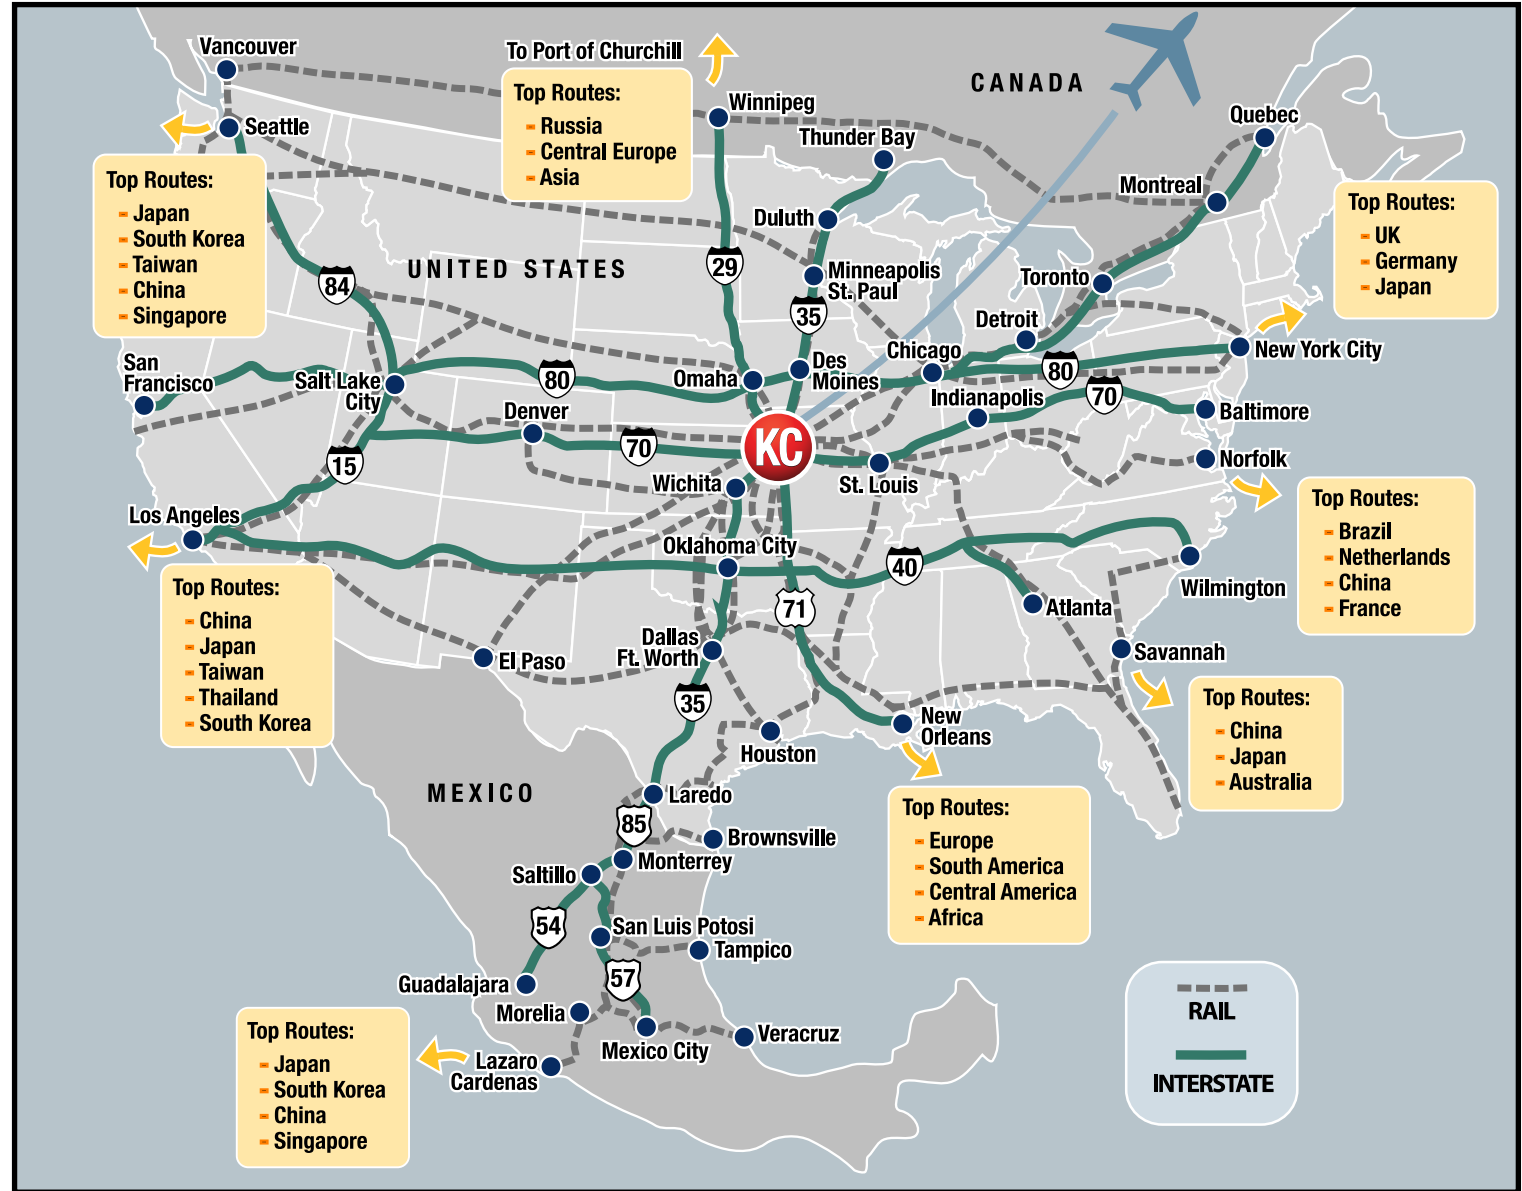 Vancouver
To Port of Churchill
CANADA
Top Routes:
- Russia
- Central Europe
- Asia
Winnipeg
Thunder Bay
Quebec
Seattle
Top Routes:
- Japan
- South Korea
- Taiwan
- China
- Singapore
Montreal
Top Routes:
- UK
- Germany
- Japan
Duluth
UNITED STATES
29
84
Minneapolis
St. Paul
Toronto
35
Detroit
San
Francisco
Salt Lake
City
80
Omaha
Des
Moines
Chicago
80
New York City
Denver
Indianapolis
70
Baltimore
15
70
KC
Wichita
St. Louis
Norfolk
Los Angeles
Top Routes:
- Brazil
- Netherlands
- China
- France
Oklahoma City
40
Wilmington
Top Routes:
- China
- Japan
- Taiwan
- Thailand
- South Korea
71
Atlanta
El Paso
Dallas
Ft. Worth
Savannah
35
Top Routes:
- China
- Japan
- Australia
Houston
New
Orleans
MEXICO
Laredo
Top Routes:
- Europe
- South America
- Central America
- Africa
85
Brownsville
Monterrey
Saltillo
54
San Luis Potosi
Tampico
57
Guadalajara
Morelia
Mexico City
Veracruz
Lazaro
Cardenas
Top Routes:
- Japan
- South Korea
- China
- Singapore
RAIL
INTERSTATE